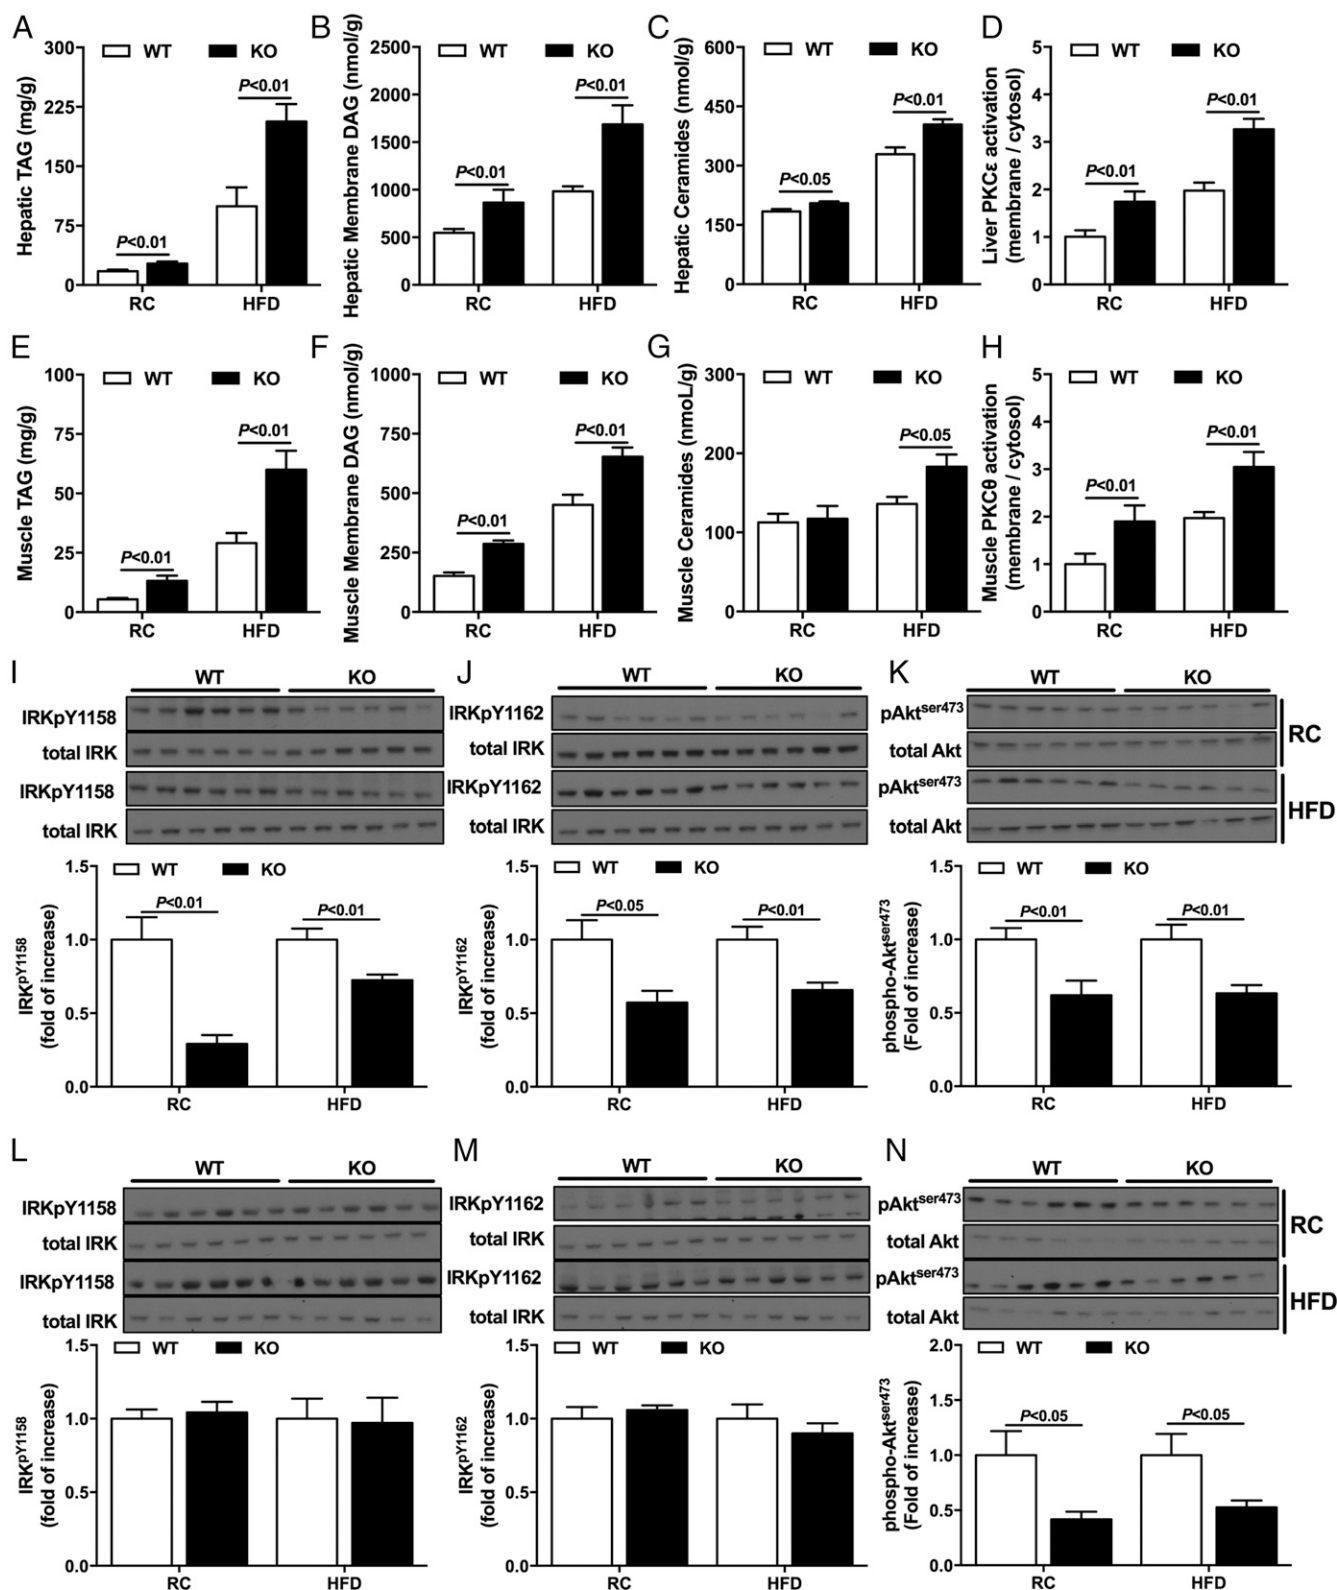 A
Hepatic TAG (mg/g)
WT KO
300
225
150
75
0
P<0.01
P<0.01
RC HFD
B
Hepatic Membrane DAG (nmol/g)
WT KO
2500
2000
1500
1000
500
0
P<0.01
P<0.01
RC HFD
C
Hepatic Ceramides (nmol/g)
WT KO
600
450
300
150
0
P<0.05
P<0.01
RC HFD
D
Liver PKCε activation
(membrane / cytosol)
WT KO
5
4
3
2
1
0
P<0.01
P<0.01
RC HFD
E
Muscle TAG (mg/g)
WT KO
100
75
50
25
0
P<0.01
P<0.01
RC HFD
F
Muscle Membrane DAG (nmol/g)
WT KO
1000
750
500
250
0
P<0.01
P<0.01
RC HFD
G
Muscle Ceramides (nmoL/g)
WT KO
300
200
100
0
P<0.05
RC HFD
H
Muscle PKCθ activation
(membrane / cytosol)
WT KO
5
4
3
2
1
0
P<0.01
P<0.01
RC HFD
I
WT KO
IRKpY1158
total IRK
IRKpY1158
total IRK
IRKpY1158
(fold of increase)
WT KO
1.5
1.0
0.5
0.0
P<0.01
P<0.01
RC HFD
J
WT KO
IRKpY1162
total IRK
IRKpY1162
total IRK
IRKpY1162
(fold of increase)
WT KO
1.5
1.0
0.5
0.0
P<0.05
P<0.01
RC HFD
K
WT KO
pAktser473
total Akt
RC
pAktser473
total Akt
HFD
phospho-Aktser473
(Fold of increase)
WT KO
1.5
1.0
0.5
0.0
P<0.01
P<0.01
RC HFD
L
WT KO
IRKpY1158
total IRK
IRKpY1158
total IRK
IRKpY1158
(fold of increase)
WT KO
1.5
1.0
0.5
0.0
RC HFD
M
WT KO
IRKpY1162
total IRK
IRKpY1162
total IRK
IRKpY1162
(fold of increase)
WT KO
1.5
1.0
0.5
0.0
RC HFD
N
WT KO
pAktser473
total Akt
RC
pAktser473
total Akt
HFD
phospho-Aktser473
(Fold of increase)
WT KO
2.0
1.5
1.0
0.5
0.0
P<0.05
P<0.05
RC HFD